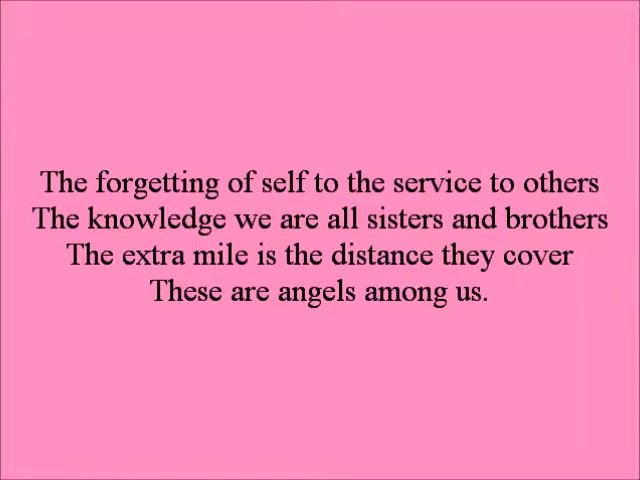 The forgetting of self to the service to others
The knowledge we are all sisters and brothers
The extra mile is the distance they cover
These are angels among us.